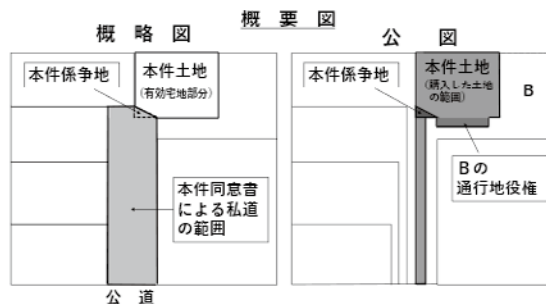 概要図
概略図
公図
本件係争地
本件土地
（有効宅地部分）
本件同意書
による私道
の範囲
公道
本件係争地
本件土地
（購入した土地
の範囲）
B
Bの
通行地役権